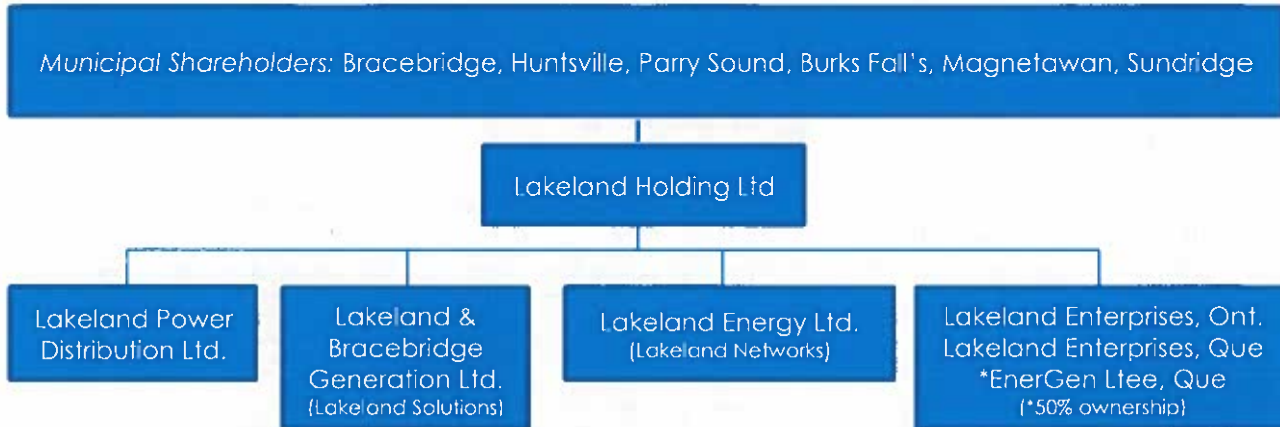 Municipal Shareholders: Bracebridge, Huntsville, Parry Sound, Burks Fall's, Magnetawan, Sundridge
Lakeland Holding Ltd
Lakeland Power
Distribution Ltd.
Lakeland &
Bracebridge
Generation Ltd.
(Lakeland Solutions)
Lakeland Energy Ltd.
(Lakeland Networks)
Lakeland Enterprises, Ont.
Lakeland Enterprises, Que
*EnerGen Ltee, Que
(*50% ownership)